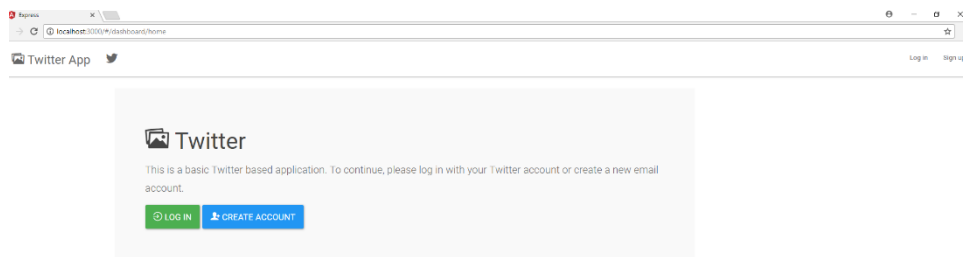 Express
localhost:3000/#/dashboard/home
Twitter App
Log in Sign up
Twitter
This is a basic Twitter based application. To continue, please log in with your Twitter account or create a new email
account.
LOG IN CREATE ACCOUNT